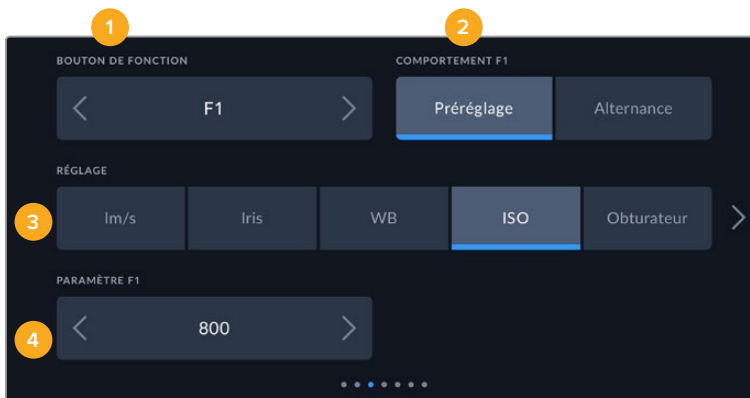 1
2
BOUTON DE FONCTION
COMPORTEMENT F1
F1
Préréglage
Alternance
RÉGLAGE
3
Im/s
Iris
WB
ISO
Obturateur
PARAMÈTRE F1
4
800